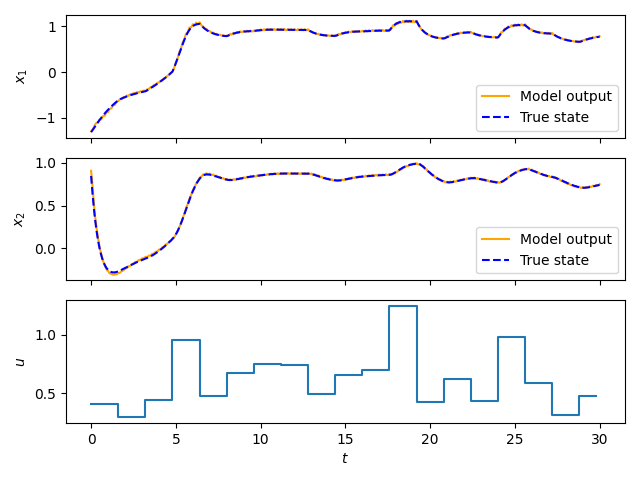 1
0
−1
x₁
Model output
True state
1.0
0.5
0.0
x₂
Model output
True state
1.0
0.5
u
0 5 10 15 20 25 30
t